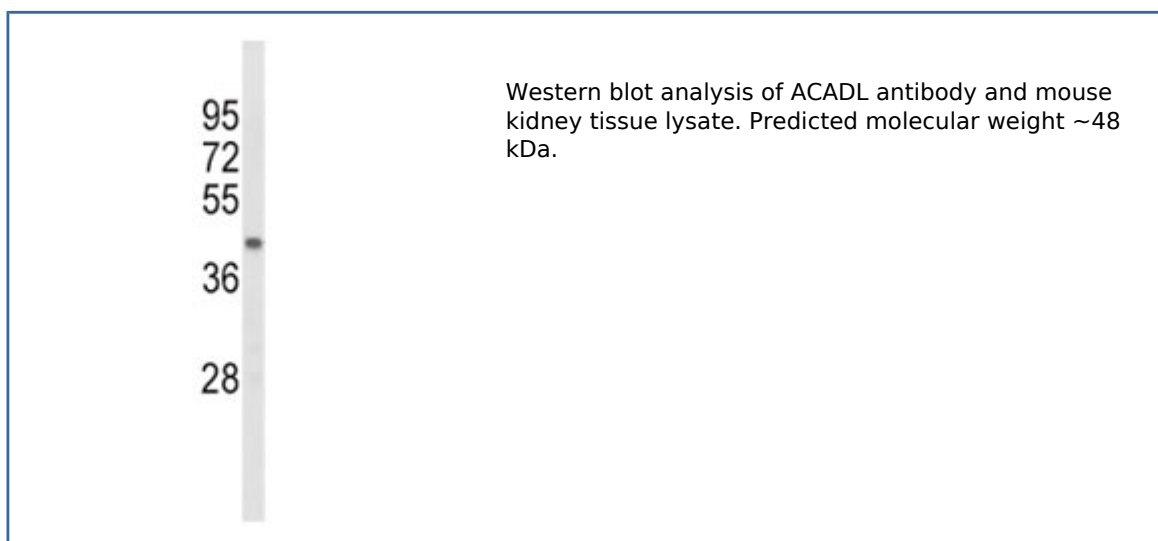 95
72
55
36
28
Western blot analysis of ACADL antibody and mouse
kidney tissue lysate. Predicted molecular weight ~48
kDa.